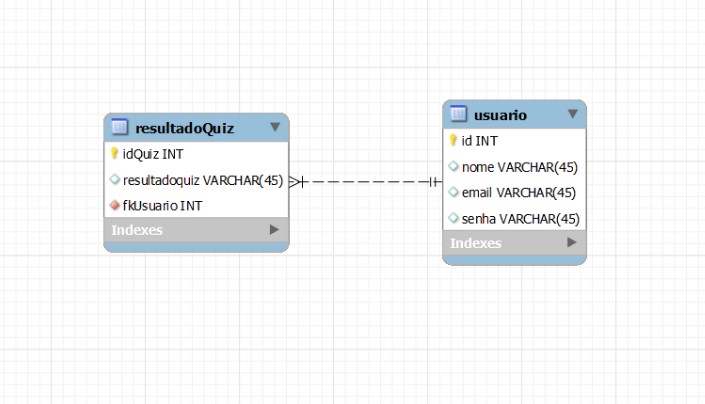 resultadoQuiz
idQuiz INT
resultadoquiz VARCHAR(45)
fkUsuario INT
Indexes
usuario
id INT
nome VARCHAR(45)
email VARCHAR(45)
senha VARCHAR(45)
Indexes